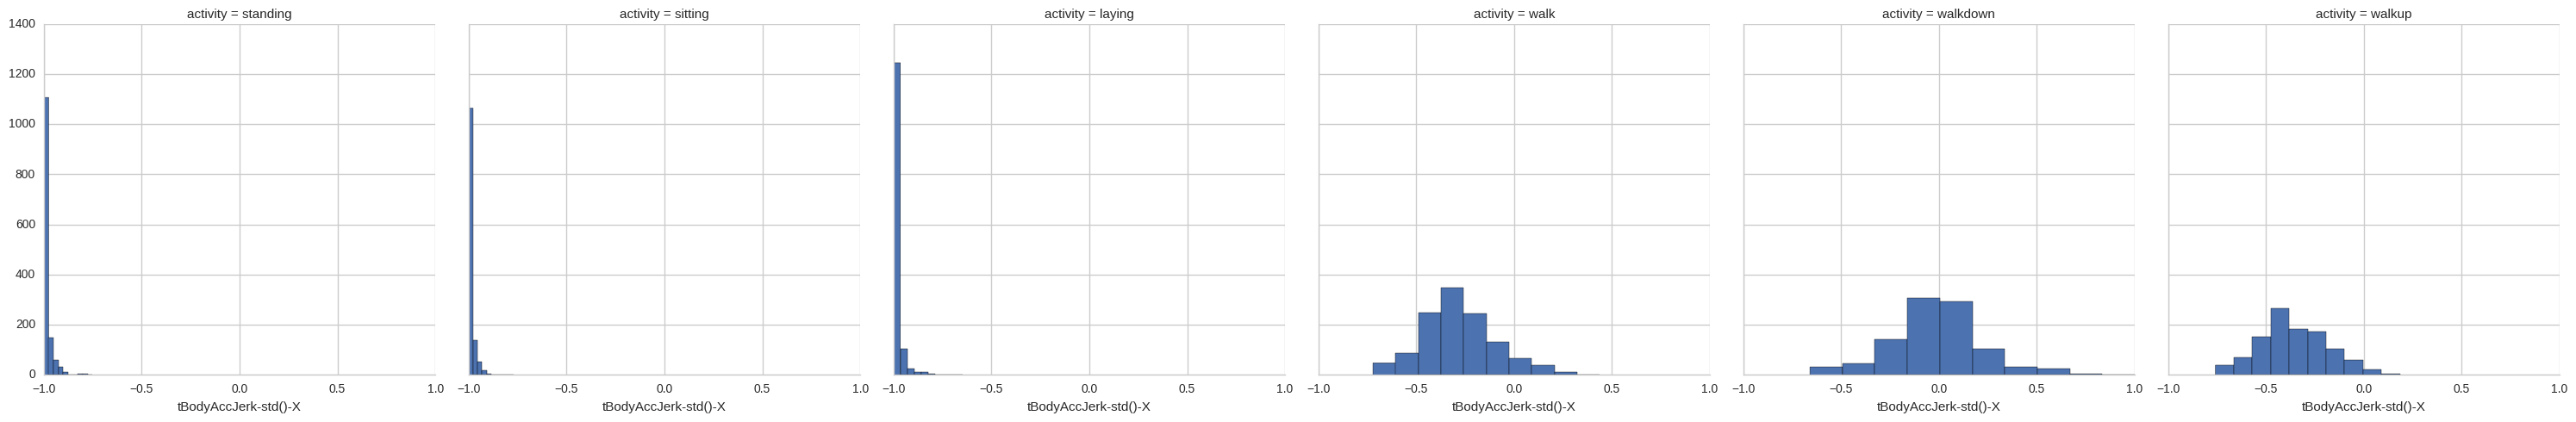 activity = standing
activity = sitting
activity = laying
activity = walk
activity = walkdown
activity = walkup
1400
1200
1000
800
600
400
200
0
−1.0 −0.5 0.0 0.5 1.0
−1.0 −0.5 0.0 0.5 1.0
−1.0 −0.5 0.0 0.5 1.0
−1.0 −0.5 0.0 0.5 1.0
−1.0 −0.5 0.0 0.5 1.0
−1.0 −0.5 0.0 0.5 1.0
tBodyAccJerk-std()-X
tBodyAccJerk-std()-X
tBodyAccJerk-std()-X
tBodyAccJerk-std()-X
tBodyAccJerk-std()-X
tBodyAccJerk-std()-X